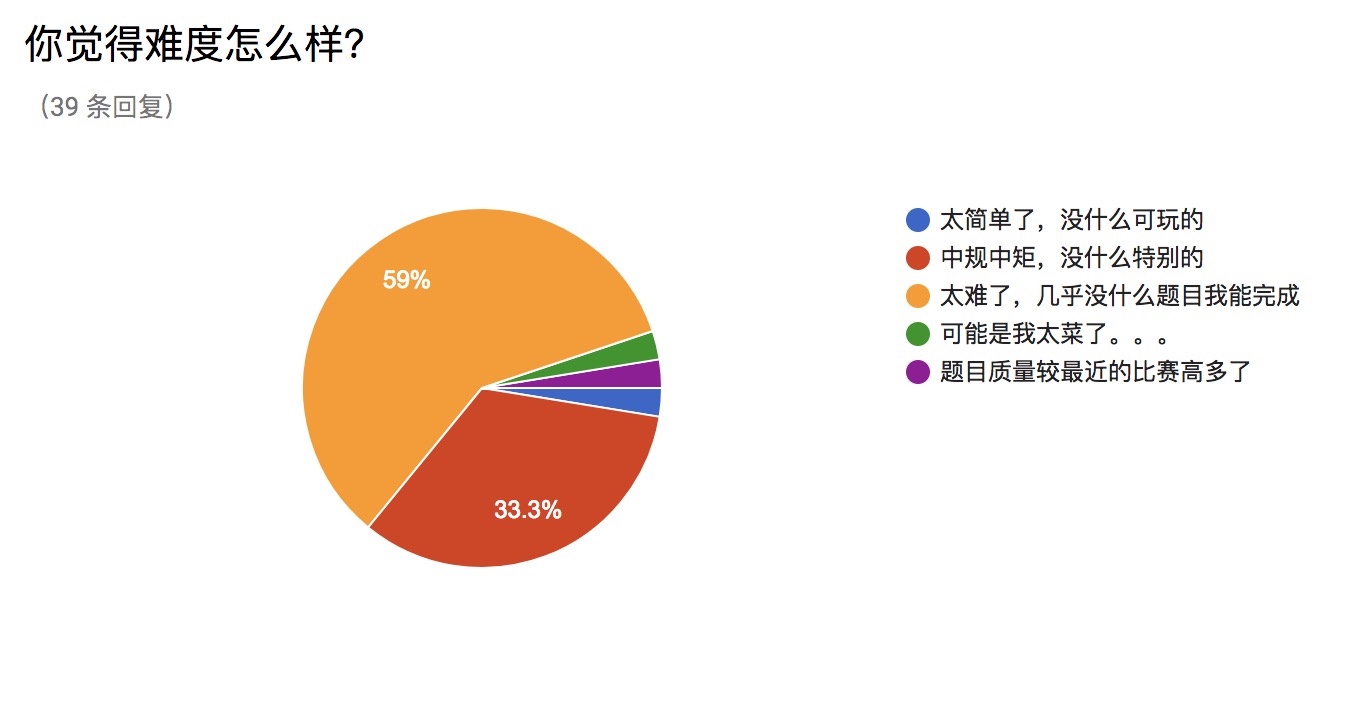 你觉得难度怎么样?
（39 条回复）
59%
33.3%
太简单了，没什么可玩的
中规中矩，没什么特别的
太难了，几乎没什么题目我能完成
可能是我太菜了。。。
题目质量较最近的比赛高多了